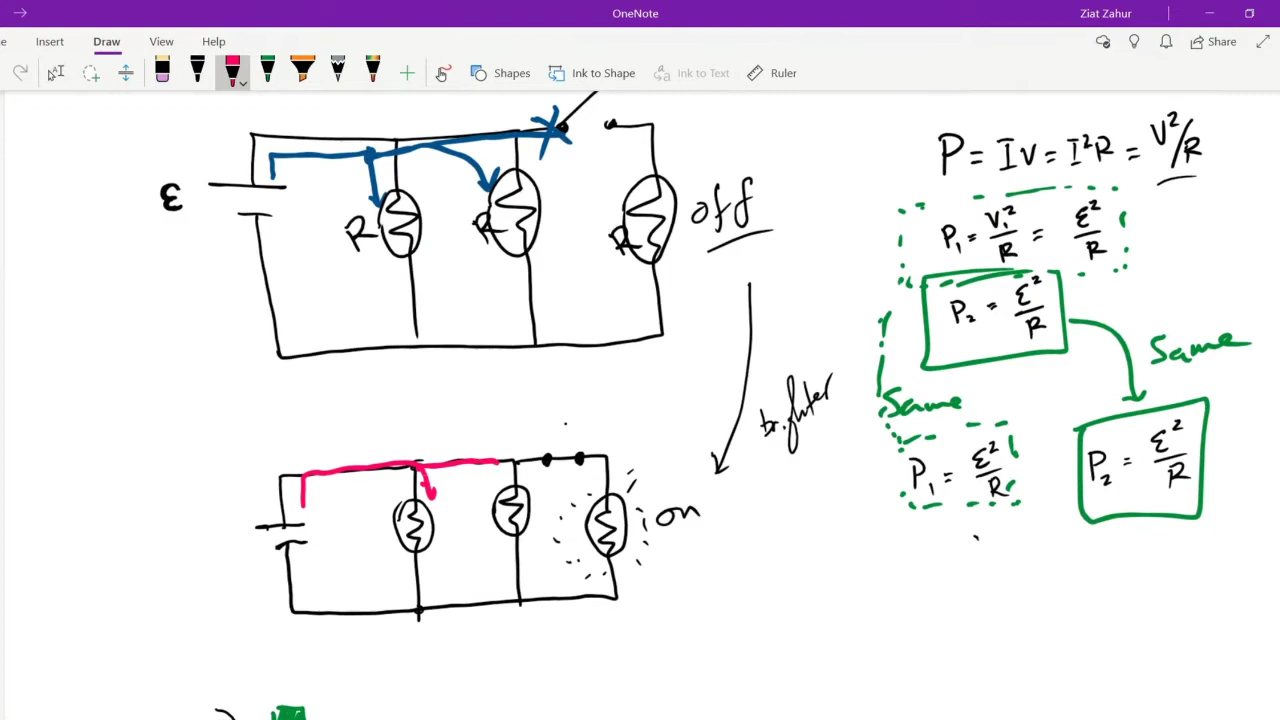 OneNote
Ziat Zahur
Insert Draw View Help
Share
Shapes Ink to Shape Ink to Text Ruler
ε
R
R
R
off
P = IV = I²R = V²/R
P₁ = V₁²/R = ε²/R
P₂ = ε²/R
Same
Same
brighter
P₁ = ε²/R
P₂ = ε²/R
on